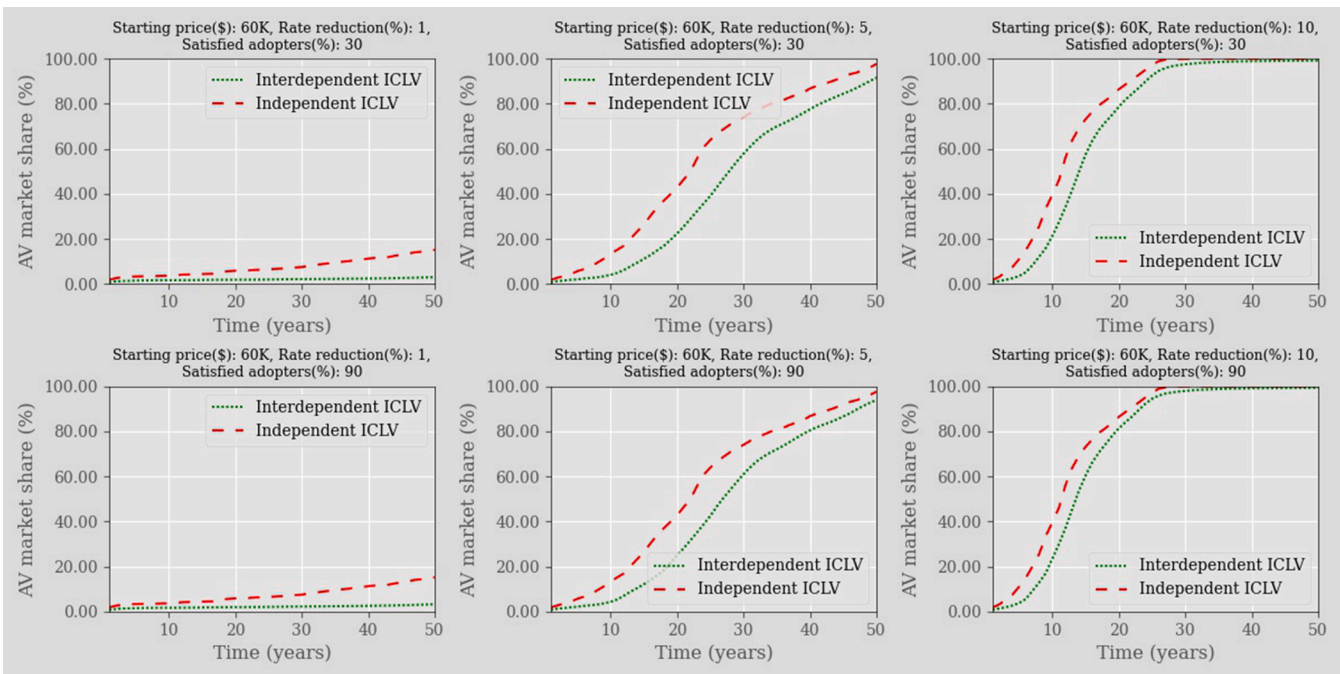 Starting price($): 60K, Rate reduction(%): 1,
Satisfied adopters(%): 30
AV market share (%)
100.00
80.00
60.00
40.00
20.00
0.00
Interdependent ICLV
Independent ICLV
10 20 30 40 50
Time (years)
Starting price($): 60K, Rate reduction(%): 5,
Satisfied adopters(%): 30
AV market share (%)
100.00
80.00
60.00
40.00
20.00
0.00
Interdependent ICLV
Independent ICLV
10 20 30 40 50
Time (years)
Starting price($): 60K, Rate reduction(%): 10,
Satisfied adopters(%): 30
AV market share (%)
100.00
80.00
60.00
40.00
20.00
0.00
Interdependent ICLV
Independent ICLV
10 20 30 40 50
Time (years)
Starting price($): 60K, Rate reduction(%): 1,
Satisfied adopters(%): 90
AV market share (%)
100.00
80.00
60.00
40.00
20.00
0.00
Interdependent ICLV
Independent ICLV
10 20 30 40 50
Time (years)
Starting price($): 60K, Rate reduction(%): 5,
Satisfied adopters(%): 90
AV market share (%)
100.00
80.00
60.00
40.00
20.00
0.00
Interdependent ICLV
Independent ICLV
10 20 30 40 50
Time (years)
Starting price($): 60K, Rate reduction(%): 10,
Satisfied adopters(%): 90
AV market share (%)
100.00
80.00
60.00
40.00
20.00
0.00
Interdependent ICLV
Independent ICLV
10 20 30 40 50
Time (years)